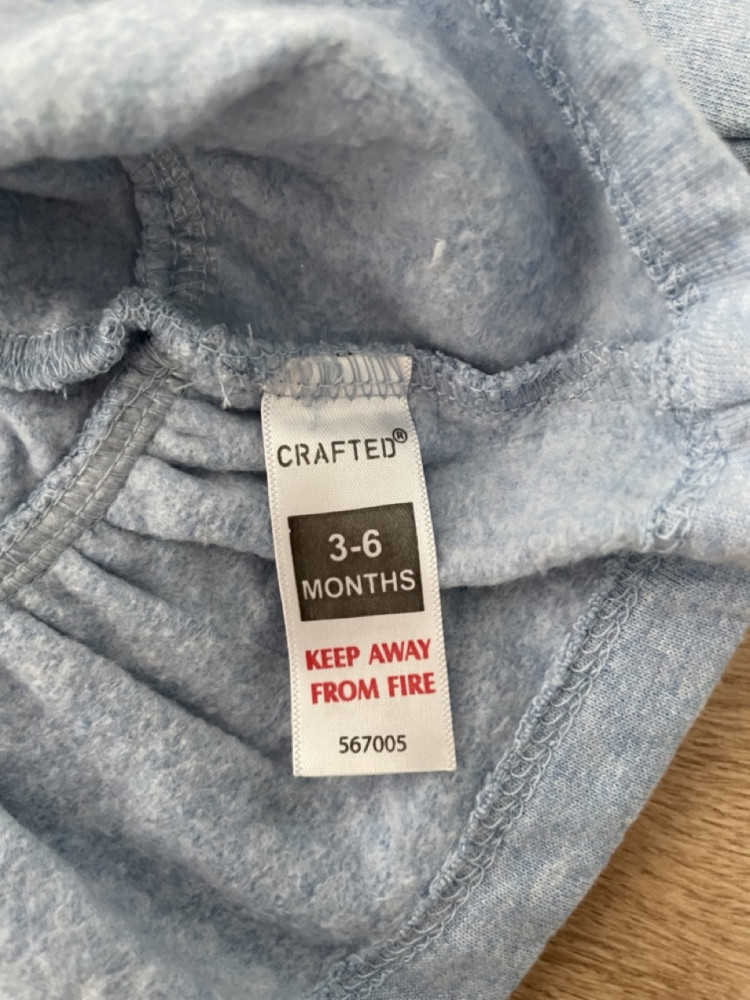 CRAFTED®
3-6
MONTHS
KEEP AWAY
FROM FIRE
567005